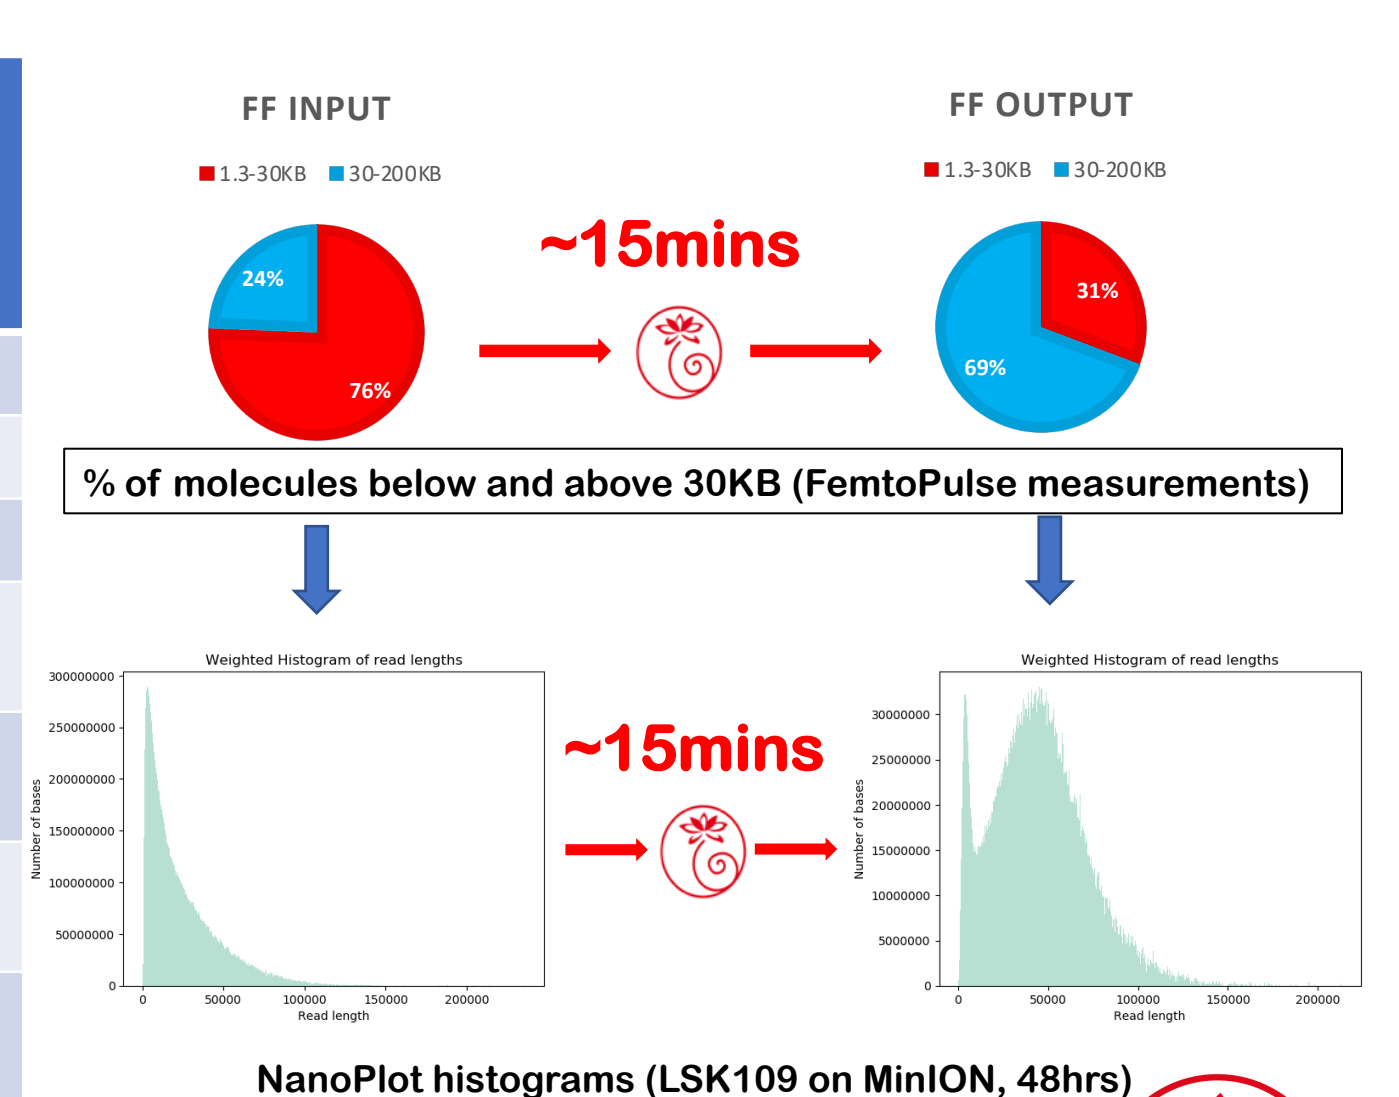 FF INPUT
FF OUTPUT
1.3-30KB 30-200KB
1.3-30KB 30-200KB
~15mins
24%
76%
31%
69%
% of molecules below and above 30KB (FemtoPulse measurements)
Weighted Histogram of read lengths
300000000
250000000
200000000
150000000
100000000
50000000
0
Number of bases
0 50000 100000 150000 200000
Read length
~15mins
Weighted Histogram of read lengths
30000000
25000000
20000000
15000000
10000000
5000000
0
Number of bases
0 50000 100000 150000 200000
Read length
NanoPlot histograms (LSK109 on MinION, 48hrs)